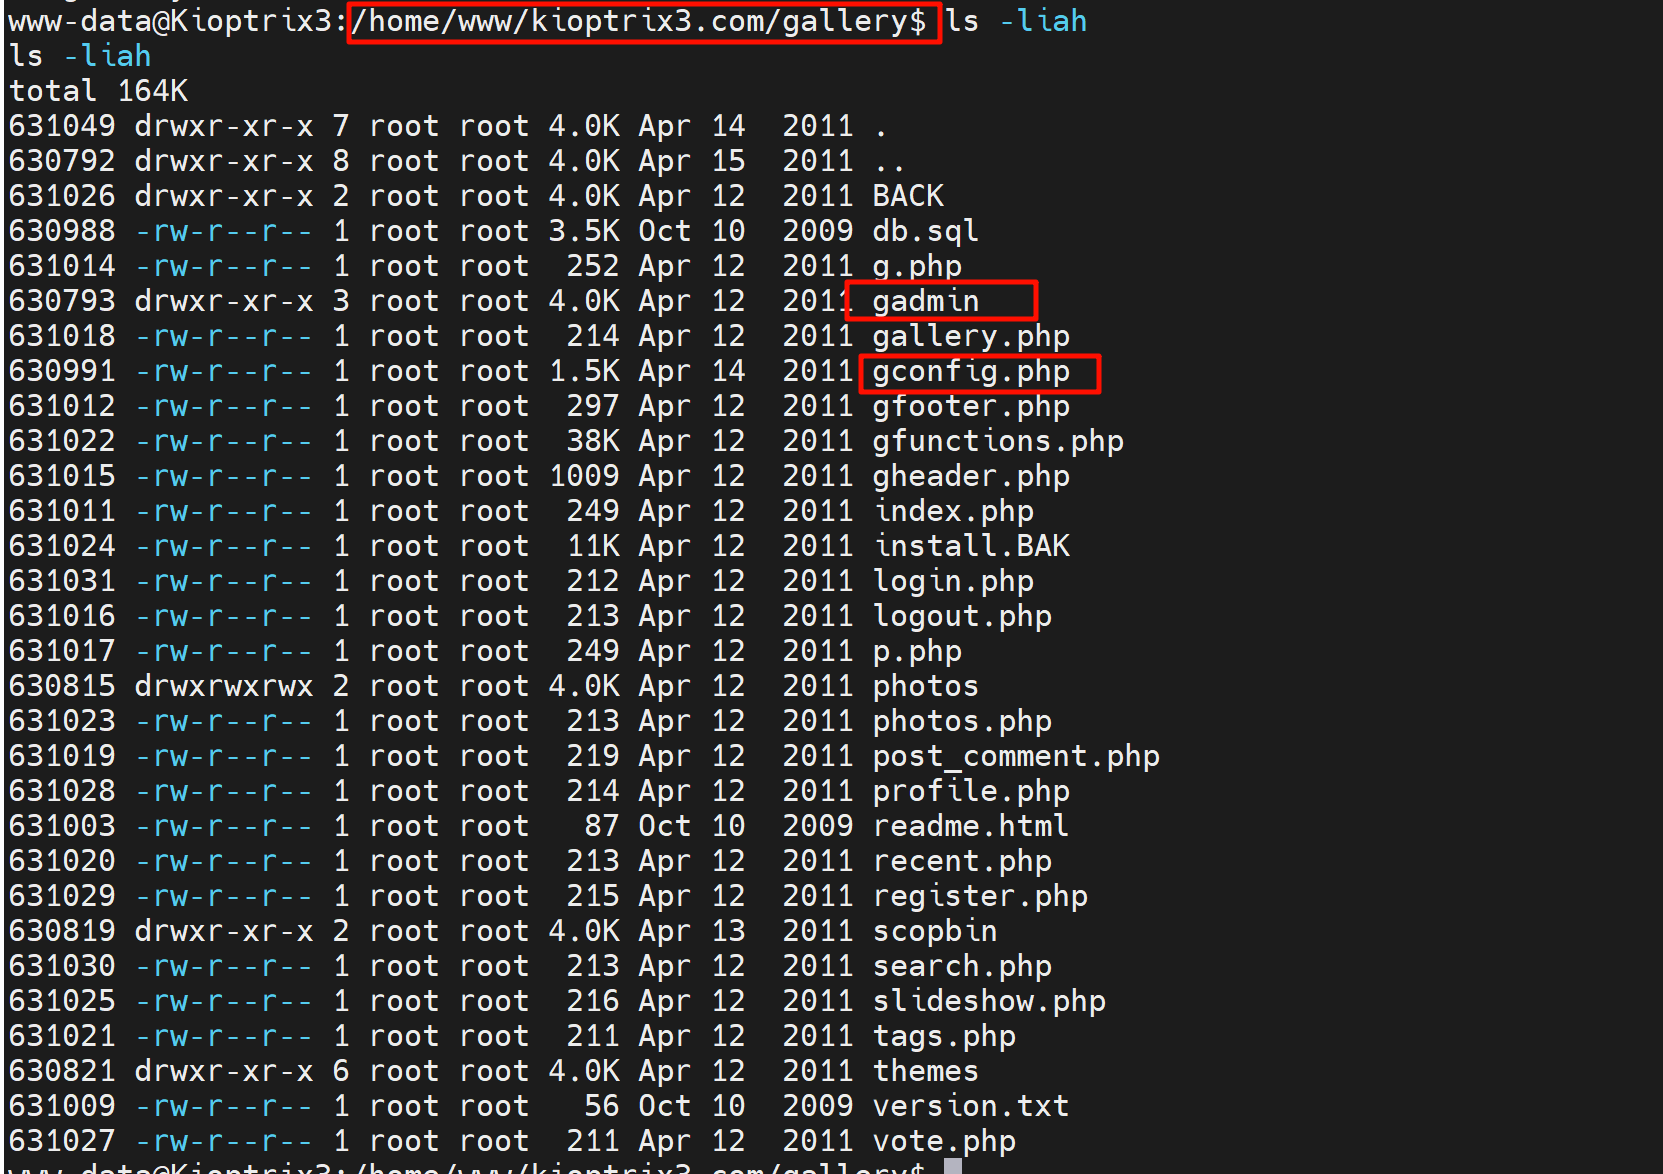 www-data@Kioptrix3:/home/www/kioptrix3.com/gallery$ ls -liah
ls -liah
total 164K
631049 drwxr-xr-x 7 root root 4.0K Apr 14  2011 .
630792 drwxr-xr-x 8 root root 4.0K Apr 15  2011 ..
631026 drwxr-xr-x 2 root root 4.0K Apr 12  2011 BACK
630988 -rw-r--r-- 1 root root 3.5K Oct 10  2009 db.sql
631014 -rw-r--r-- 1 root root  252 Apr 12  2011 g.php
630793 drwxr-xr-x 3 root root 4.0K Apr 12  2011 gadmin
631018 -rw-r--r-- 1 root root  214 Apr 12  2011 gallery.php
630991 -rw-r--r-- 1 root root 1.5K Apr 14  2011 gconfig.php
631012 -rw-r--r-- 1 root root  297 Apr 12  2011 gfooter.php
631022 -rw-r--r-- 1 root root  38K Apr 12  2011 gfunctions.php
631015 -rw-r--r-- 1 root root 1009 Apr 12  2011 gheader.php
631011 -rw-r--r-- 1 root root  249 Apr 12  2011 index.php
631024 -rw-r--r-- 1 root root  11K Apr 12  2011 install.BAK
631031 -rw-r--r-- 1 root root  212 Apr 12  2011 login.php
631016 -rw-r--r-- 1 root root  213 Apr 12  2011 logout.php
631017 -rw-r--r-- 1 root root  249 Apr 12  2011 p.php
630815 drwxrwxrwx 2 root root 4.0K Apr 12  2011 photos
631023 -rw-r--r-- 1 root root  213 Apr 12  2011 photos.php
631019 -rw-r--r-- 1 root root  219 Apr 12  2011 post_comment.php
631028 -rw-r--r-- 1 root root  214 Apr 12  2011 profile.php
631003 -rw-r--r-- 1 root root   87 Oct 10  2009 readme.html
631020 -rw-r--r-- 1 root root  213 Apr 12  2011 recent.php
631029 -rw-r--r-- 1 root root  215 Apr 12  2011 register.php
630819 drwxr-xr-x 2 root root 4.0K Apr 13  2011 scopbin
631030 -rw-r--r-- 1 root root  213 Apr 12  2011 search.php
631025 -rw-r--r-- 1 root root  216 Apr 12  2011 slideshow.php
631021 -rw-r--r-- 1 root root  211 Apr 12  2011 tags.php
630821 drwxr-xr-x 6 root root 4.0K Apr 12  2011 themes
631009 -rw-r--r-- 1 root root   56 Oct 10  2009 version.txt
631027 -rw-r--r-- 1 root root  211 Apr 12  2011 vote.php
www-data@Kioptrix3:/home/www/kioptrix3.com/gallery$